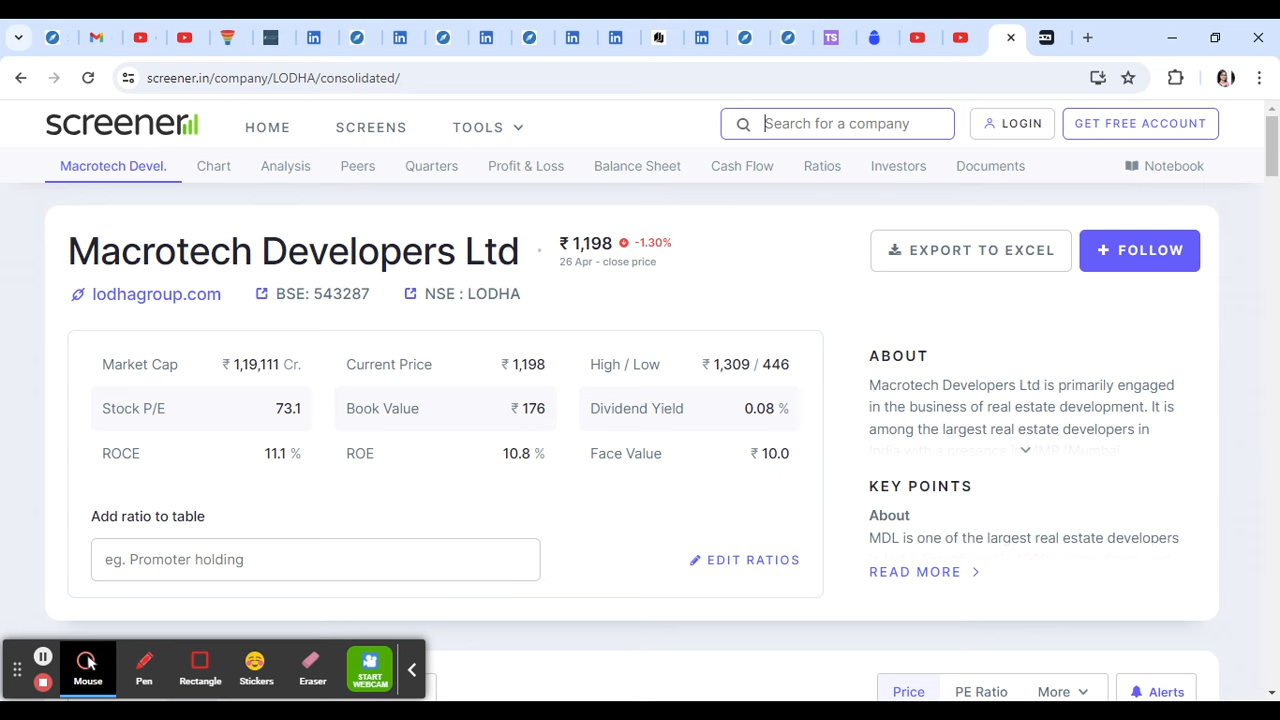 screener.in/company/LODHA/consolidated/
screener
HOME
SCREENS
TOOLS
Search for a company
LOGIN
GET FREE ACCOUNT
Macrotech Devel.
Chart
Analysis
Peers
Quarters
Profit & Loss
Balance Sheet
Cash Flow
Ratios
Investors
Documents
Notebook
Macrotech Developers Ltd
₹ 1,198 -1.30%
26 Apr - close price
EXPORT TO EXCEL
+ FOLLOW
lodhagroup.com
BSE: 543287
NSE : LODHA
Market Cap ₹ 1,19,111 Cr.
Current Price ₹ 1,198
High / Low ₹ 1,309 / 446
Stock P/E 73.1
Book Value ₹ 176
Dividend Yield 0.08 %
ROCE 11.1 %
ROE 10.8 %
Face Value ₹ 10.0
Add ratio to table
eg. Promoter holding
EDIT RATIOS
ABOUT
Macrotech Developers Ltd is primarily engaged
in the business of real estate development. It is
among the largest real estate developers in
India with a presence in MMR (Mumbai
KEY POINTS
About
MDL is one of the largest real estate developers
READ MORE
Mouse
Pen
Rectangle
Stickers
Eraser
START
WEBCAM
Price
PE Ratio
More
Alerts